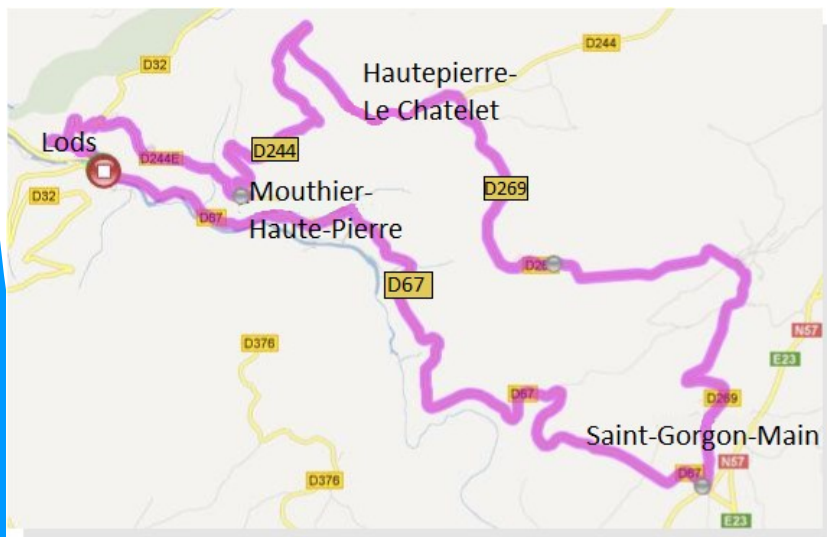 D244
D32
Hautepierre-
Le Chatelet
Lods
D244E
D244
D32
Mouthier-
Haute-Pierre
D67
D269
D67
D376
N57
E23
D67
D269
Saint-Gorgon-Main
D67
N57
D376
E23